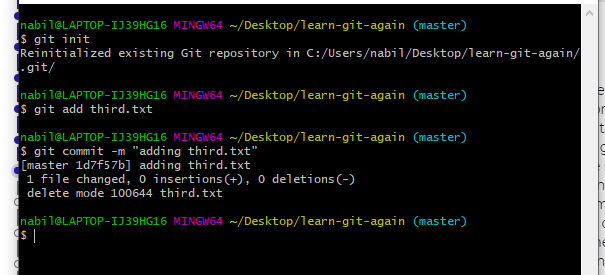 nabil@LAPTOP-IJ39HG16 MINGW64 ~/Desktop/learn-git-again (master)
$ git init
Reinitialized existing Git repository in C:/Users/nabil/Desktop/learn-git-again/
.git/
nabil@LAPTOP-IJ39HG16 MINGW64 ~/Desktop/learn-git-again (master)
$ git add third.txt
nabil@LAPTOP-IJ39HG16 MINGW64 ~/Desktop/learn-git-again (master)
$ git commit -m "adding third.txt"
[master 1d7f57b] adding third.txt
1 file changed, 0 insertions(+), 0 deletions(-)
delete mode 100644 third.txt
nabil@LAPTOP-IJ39HG16 MINGW64 ~/Desktop/learn-git-again (master)
$